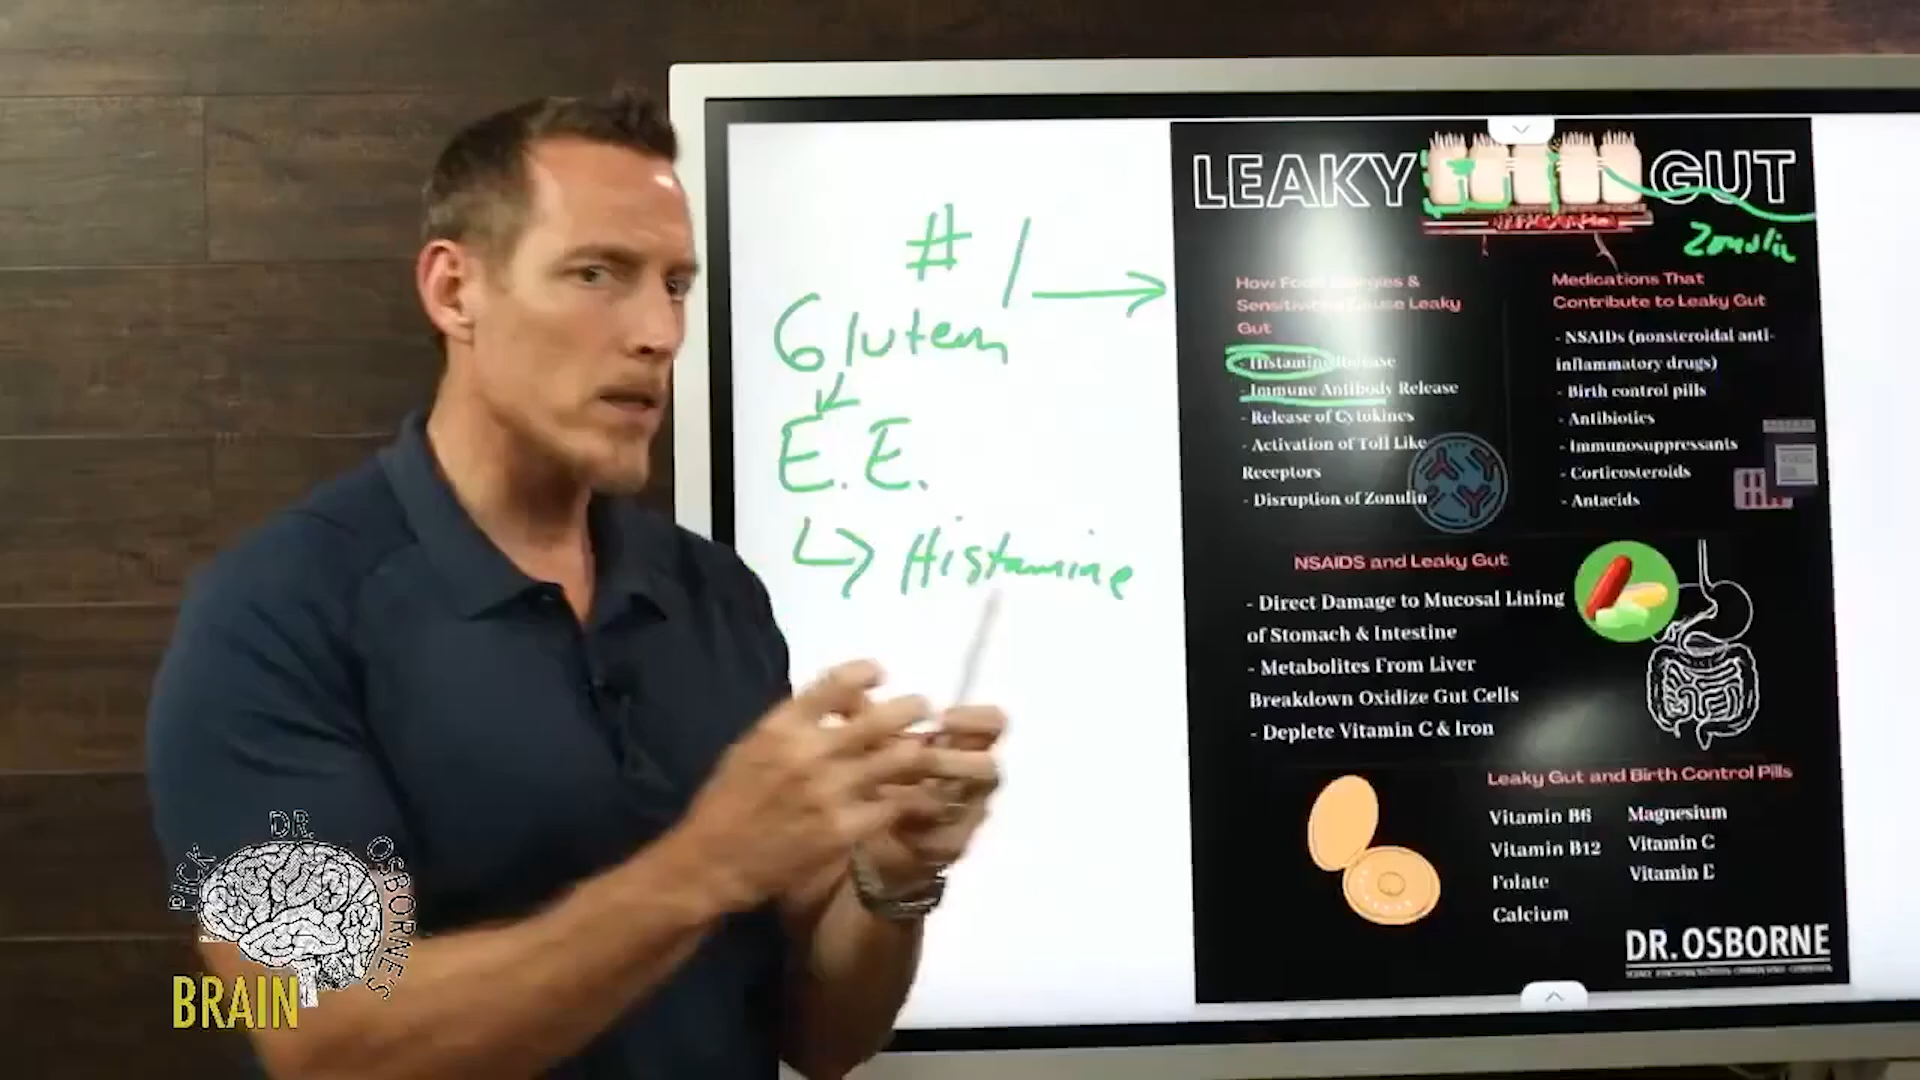 # 1
Gluten
E.E.
Histamine
LEAKY GUT
Zonulin
How Food Allergies &
Sensitivities Cause Leaky
Gut
- Histamine Release
- Immune Antibody Release
- Release of Cytokines
- Activation of Toll Like
Receptors
- Disruption of Zonulin
Medications That
Contribute to Leaky Gut
- NSAIDs (nonsteroidal anti-
inflammatory drugs)
- Birth control pills
- Antibiotics
- Immunosuppressants
- Corticosteroids
- Antacids
NSAIDS and Leaky Gut
- Direct Damage to Mucosal Lining
of Stomach & Intestine
- Metabolites From Liver
Breakdown Oxidize Gut Cells
- Deplete Vitamin C & Iron
Leaky Gut and Birth Control Pills
Vitamin B6
Vitamin B12
Folate
Calcium
Magnesium
Vitamin C
Vitamin E
DR. OSBORNE
PICK DR. OSBORNE'S
BRAIN